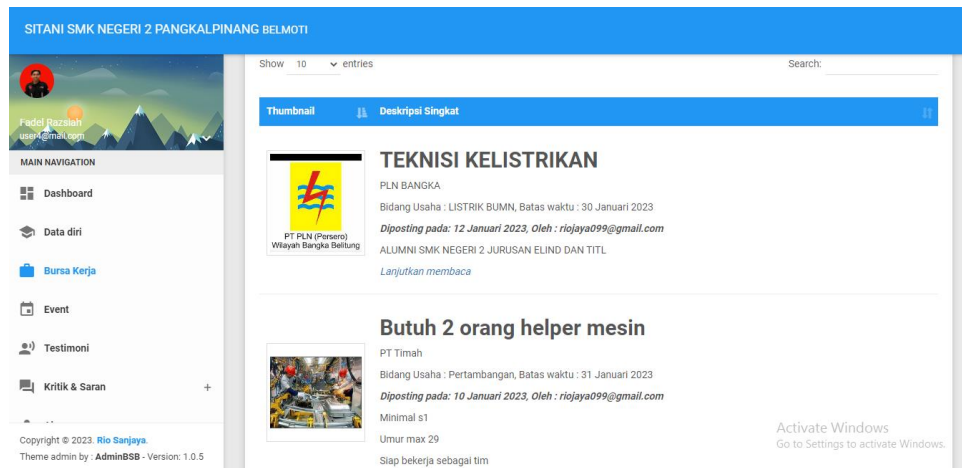 SITANI SMK NEGERI 2 PANGKALPINANG BELMOTI
Fadel Razsiah
user4@mail.com
MAIN NAVIGATION
Dashboard
Data diri
Bursa Kerja
Event
Testimoni
Kritik & Saran +
Copyright © 2023. Rio Sanjaya.
Theme admin by : AdminBSB - Version: 1.0.5
Show 10 entries
Search:
Thumbnail Deskripsi Singkat
PT PLN (Persero)
Wilayah Bangka Belitung
TEKNISI KELISTRIKAN
PLN BANGKA
Bidang Usaha : LISTRIK BUMN, Batas waktu : 30 Januari 2023
Diposting pada: 12 Januari 2023, Oleh : riojaya099@gmail.com
ALUMNI SMK NEGERI 2 JURUSAN ELIND DAN TITL
Lanjutkan membaca
Butuh 2 orang helper mesin
PT Timah
Bidang Usaha : Pertambangan, Batas waktu : 31 Januari 2023
Diposting pada: 10 Januari 2023, Oleh : riojaya099@gmail.com
Minimal s1
Umur max 29
Siap bekerja sebagai tim
Activate Windows
Go to Settings to activate Windows.